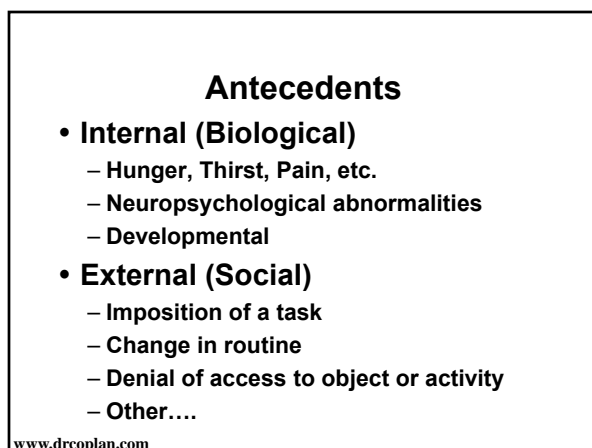 Antecedents
• Internal (Biological)
– Hunger, Thirst, Pain, etc.
– Neuropsychological abnormalities
– Developmental
• External (Social)
– Imposition of a task
– Change in routine
– Denial of access to object or activity
– Other….
www.drcoplan.com